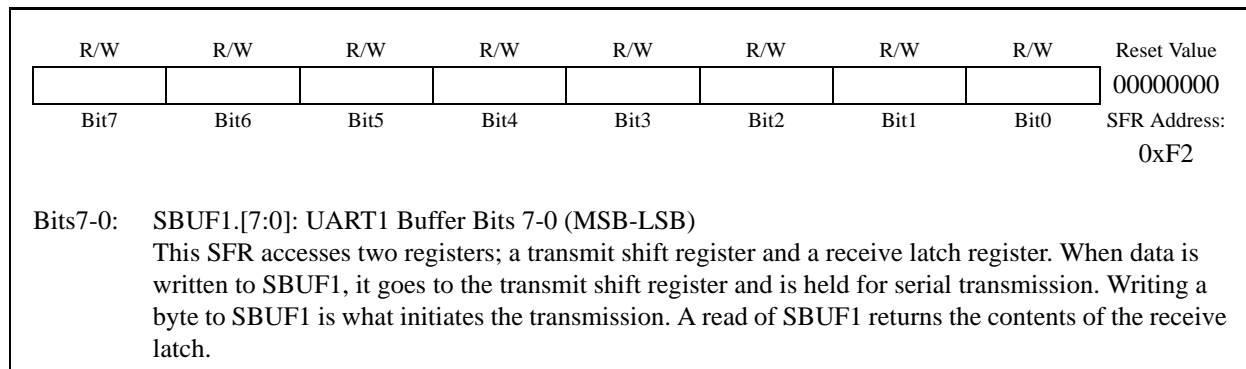 R/W R/W R/W R/W R/W R/W R/W R/W Reset Value
00000000
Bit7 Bit6 Bit5 Bit4 Bit3 Bit2 Bit1 Bit0 SFR Address:
0xF2
Bits7-0: SBUF1.[7:0]: UART1 Buffer Bits 7-0 (MSB-LSB)
This SFR accesses two registers; a transmit shift register and a receive latch register. When data is
written to SBUF1, it goes to the transmit shift register and is held for serial transmission. Writing a
byte to SBUF1 is what initiates the transmission. A read of SBUF1 returns the contents of the receive
latch.